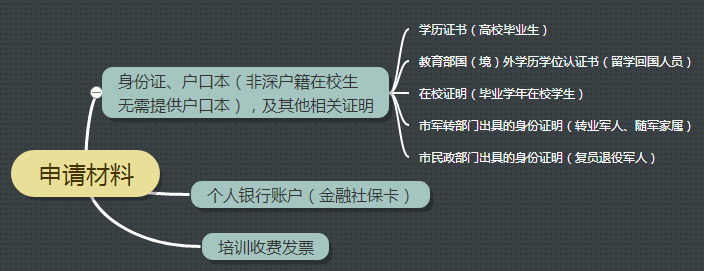 学历证书（高校毕业生）
身份证、户口本（非深户籍在校生
无需提供户口本），及其他相关证明
教育部国（境）外学历学位认证书（留学回国人员）
在校证明（毕业学年在校学生）
市军转部门出具的身份证明（转业军人、随军家属）
市民政部门出具的身份证明（复员退役军人）
申请材料
个人银行账户（金融社保卡）
培训收费发票